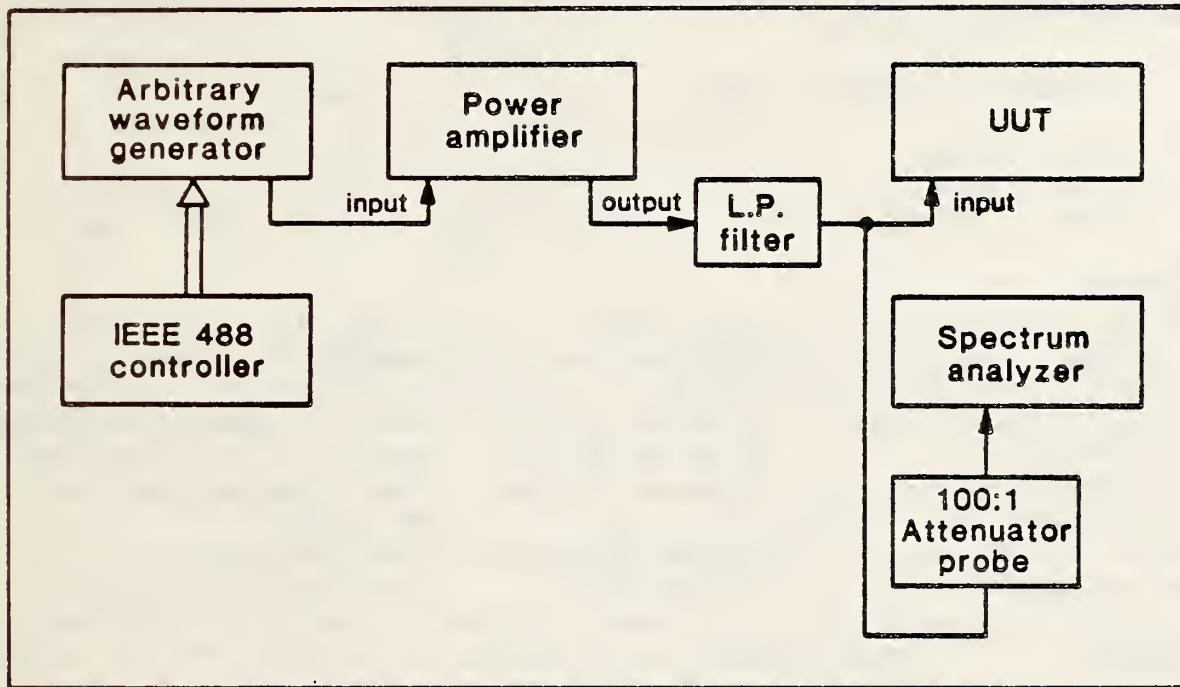 Arbitrary
waveform
generator
Power
amplifier
UUT
input
output
L.P.
filter
input
IEEE 488
controller
Spectrum
analyzer
100:1
Attenuator
probe